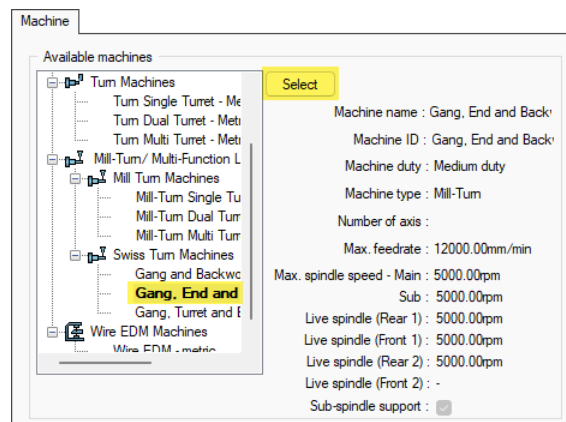 Machine
Available machines
Turn Machines
Turn Single Turret - Me
Turn Dual Turret - Metr
Turn Multi Turret - Metr
Mill-Turn/ Multi-Function L
Mill Turn Machines
Mill-Turn Single Tu
Mill-Turn Dual Turr
Mill-Turn Multi Turr
Swiss Turn Machines
Gang and Backwo
Gang, End and
Gang, Turret and B
Wire EDM Machines
Wire EDM - metric
Select
Machine name : Gang, End and Backw
Machine ID : Gang, End and Backw
Machine duty : Medium duty
Machine type : Mill-Turn
Number of axis :
Max. feedrate : 12000.00mm/min
Max. spindle speed - Main : 5000.00rpm
Sub : 5000.00rpm
Live spindle (Rear 1) : 5000.00rpm
Live spindle (Front 1) : 5000.00rpm
Live spindle (Rear 2) : 5000.00rpm
Live spindle (Front 2) : -
Sub-spindle support :